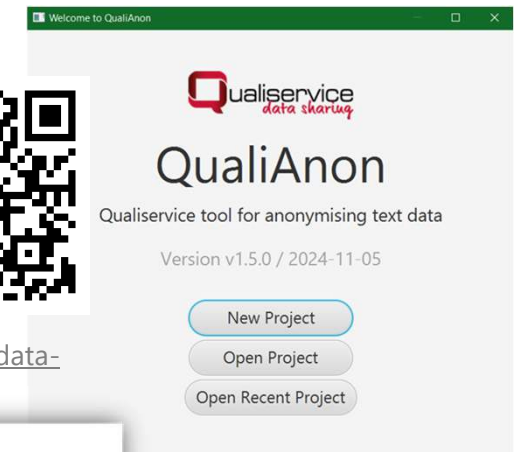 Welcome to QualiAnon
Qualiservice
data sharing
QualiAnon
Qualiservice tool for anonymising text data
Version v1.5.0 / 2024-11-05
New Project
data-
Open Project
Open Recent Project